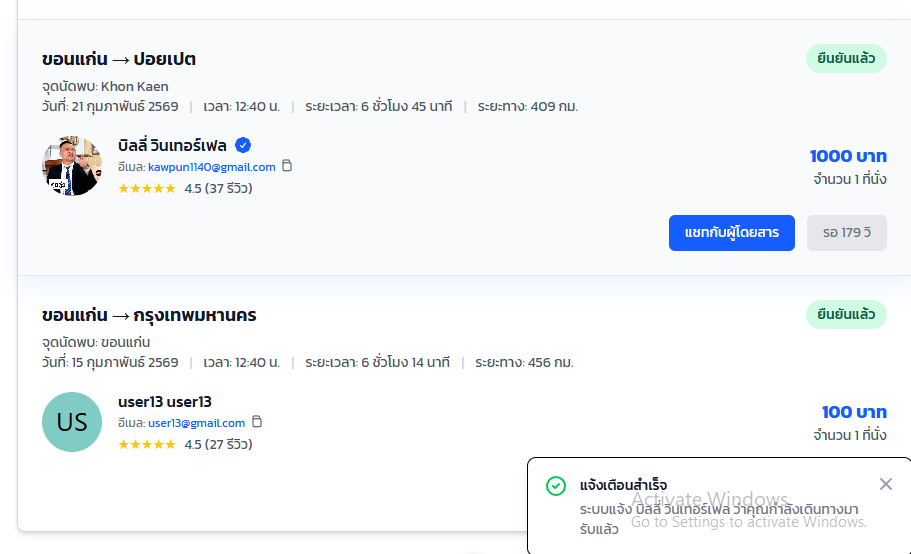 ขอนแก่น → ปอยเปต
ยืนยันแล้ว
จุดนัดพบ: Khon Kaen
วันที่: 21 กุมภาพันธ์ 2569 | เวลา: 12:40 น. | ระยะเวลา: 6 ชั่วโมง 45 นาที | ระยะทาง: 409 กม.
บิลลี่ วินเทอร์เฟล
อีเมล: kawpun1140@gmail.com
★★★★★ 4.5 (37 รีวิว)
1000 บาท
จำนวน 1 ที่นั่ง
แชทกับผู้โดยสาร
รอ 179 วิ
ขอนแก่น → กรุงเทพมหานคร
ยืนยันแล้ว
จุดนัดพบ: ขอนแก่น
วันที่: 15 กุมภาพันธ์ 2569 | เวลา: 12:40 น. | ระยะเวลา: 6 ชั่วโมง 14 นาที | ระยะทาง: 456 กม.
US
user13 user13
อีเมล: user13@gmail.com
★★★★★ 4.5 (27 รีวิว)
100 บาท
จำนวน 1 ที่นั่ง
แจ้งเตือนสำเร็จ
ระบบแจ้ง บิลลี่ วินเทอร์เฟล ว่าคุณกำลังเดินทางมา
รับแล้ว
Activate Windows
Go to Settings to activate Windows.